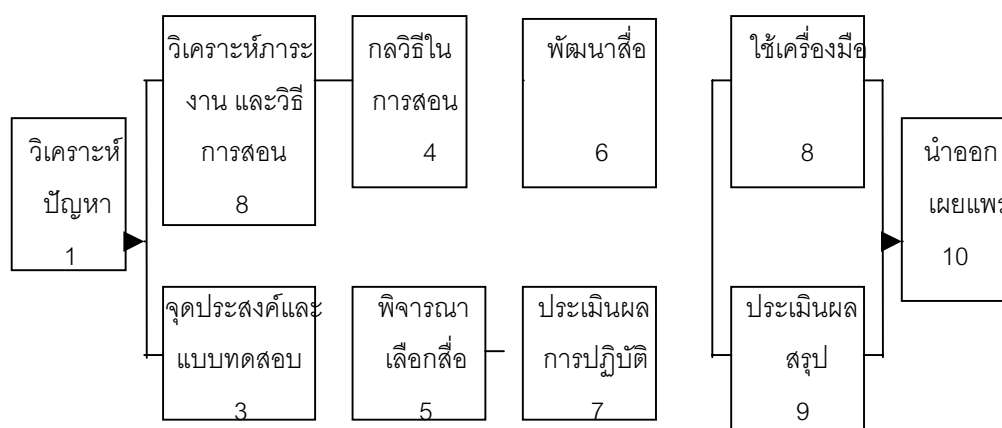 วิเคราะห์
ปัญหา
1
วิเคราะห์ภาระ
งาน และวิธี
การสอน
8
จุดประสงค์และ
แบบทดสอบ
3
กลวิธีใน
การสอน
4
พิจารณา
เลือกสื่อ
5
พัฒนาสื่อ
6
ประเมินผล
การปฏิบัติ
7
ใช้เครื่องมือ
8
ประเมินผล
สรุป
9
นำออก
เผยแพร
10